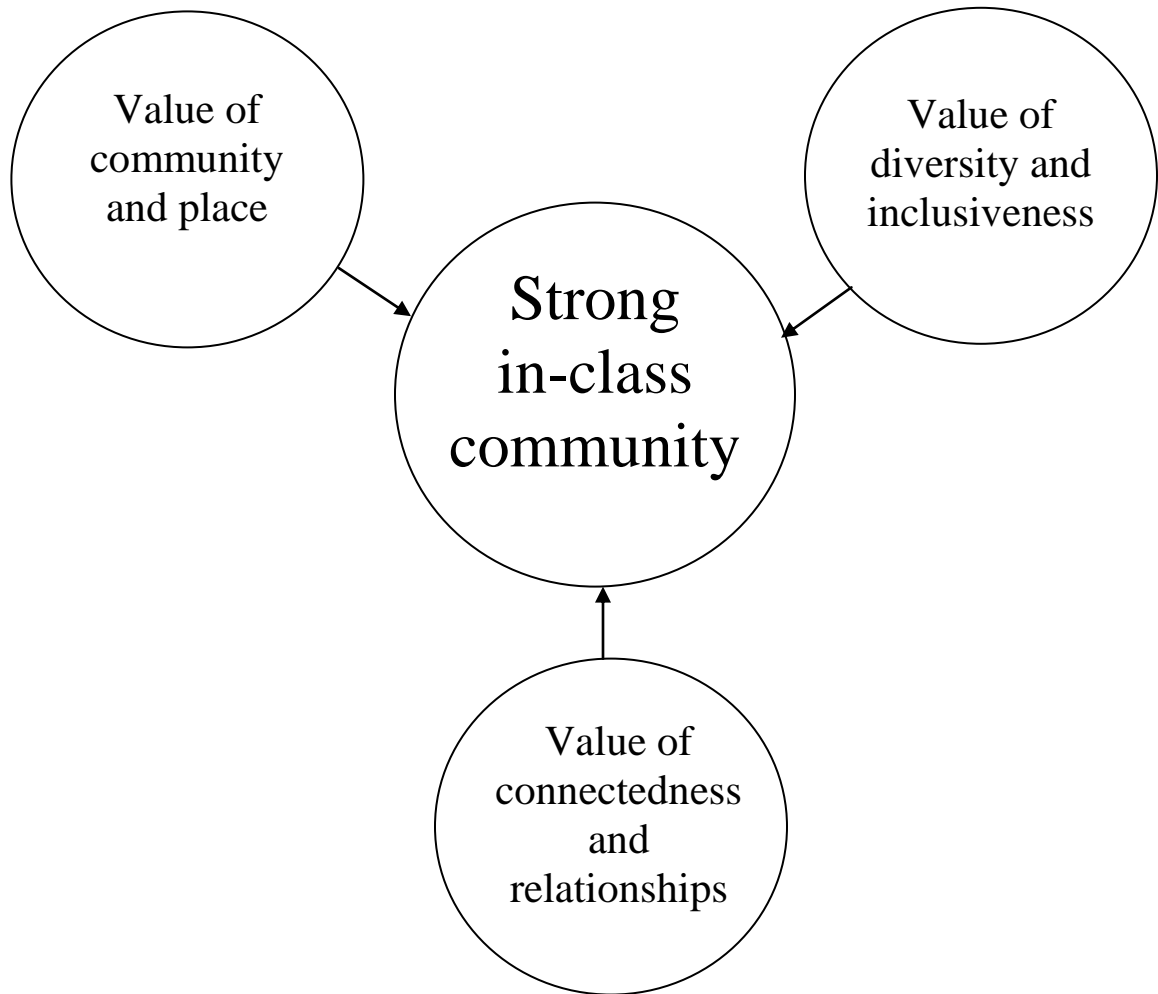 Value of
community
and place
Value of
diversity and
inclusiveness
Strong
in-class
community
Value of
connectedness
and
relationships